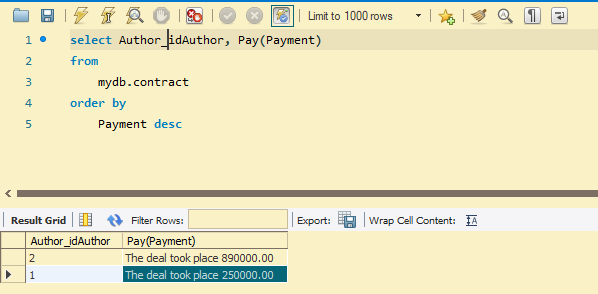 Limit to 1000 rows
1 select Author_idAuthor, Pay(Payment)
2 from
3 mydb.contract
4 order by
5 Payment desc
Result Grid Filter Rows: Export: Wrap Cell Content:
Author_idAuthor Pay(Payment)
2 The deal took place 890000.00
1 The deal took place 250000.00